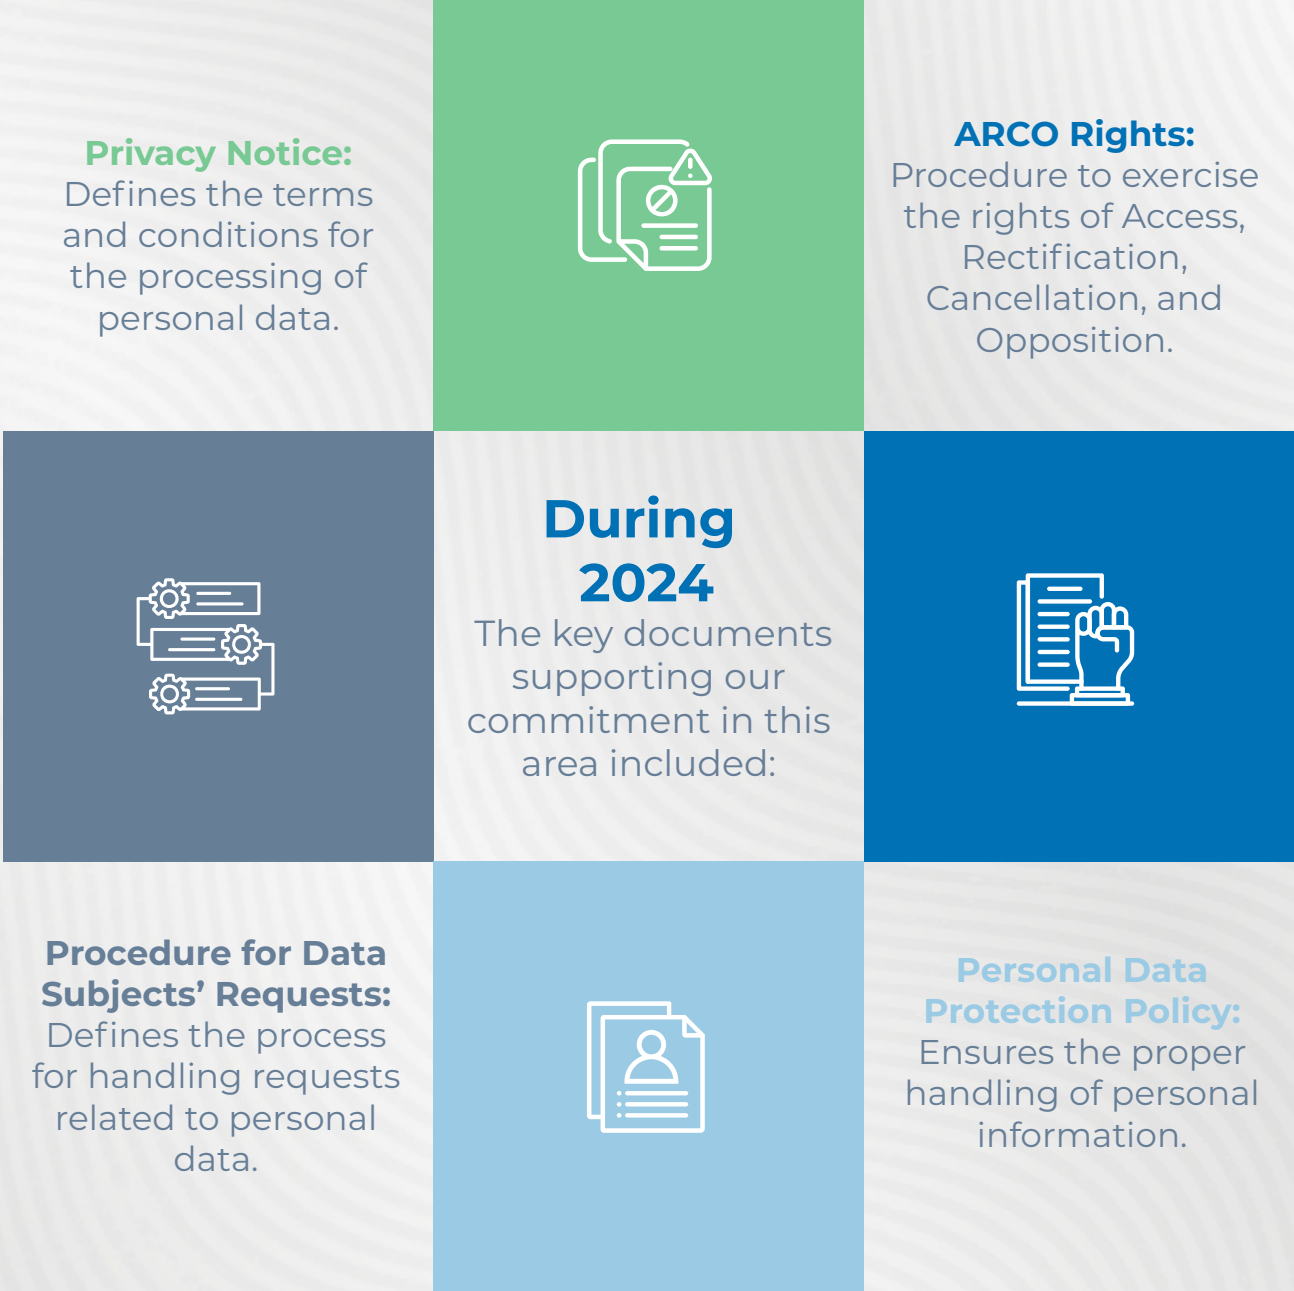 Privacy Notice:
Defines the terms
and conditions for
the processing of
personal data.
ARCO Rights:
Procedure to exercise
the rights of Access,
Rectification,
Cancellation, and
Opposition.
During
2024
The key documents
supporting our
commitment in this
area included:
Procedure for Data
Subjects’ Requests:
Defines the process
for handling requests
related to personal
data.
Personal Data
Protection Policy:
Ensures the proper
handling of personal
information.